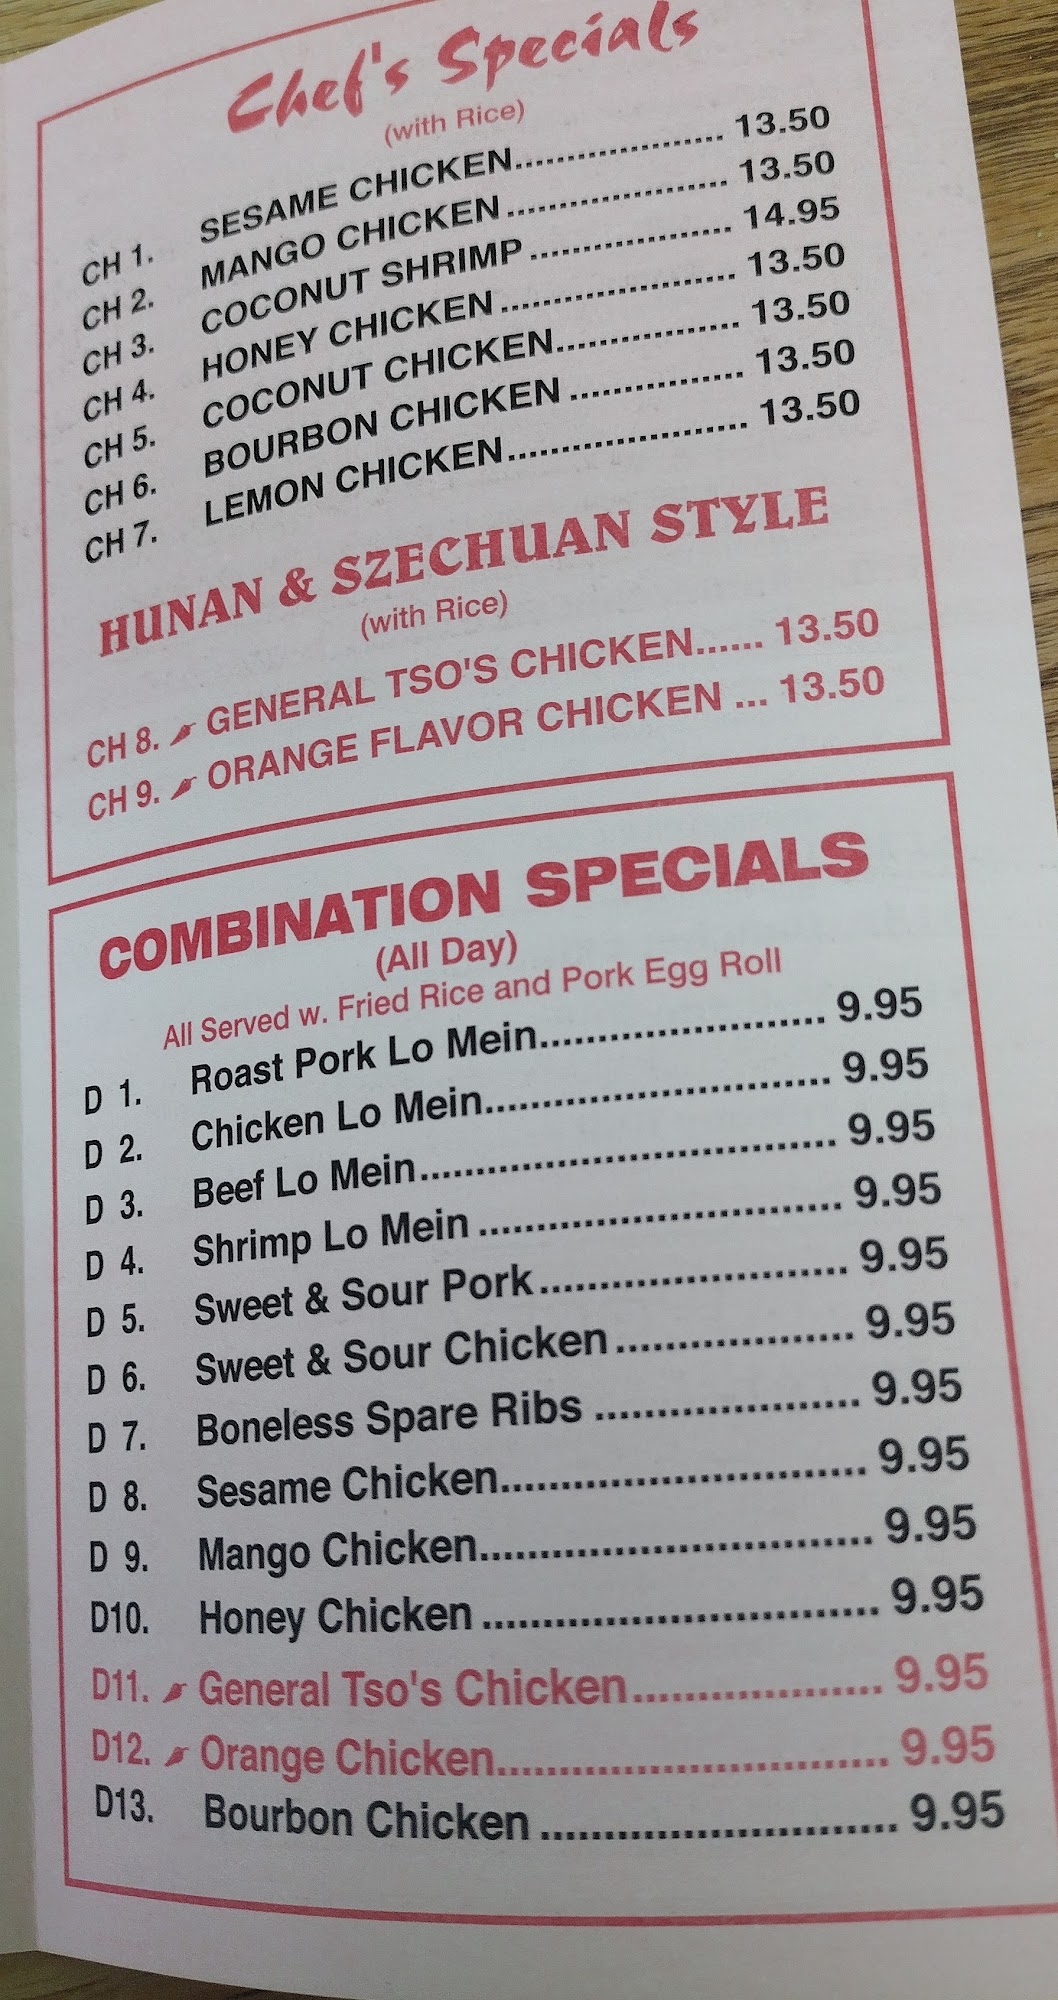 Chef's Specials
(with Rice)
CH 1. SESAME CHICKEN.................... 13.50
CH 2. MANGO CHICKEN..................... 13.50
CH 3. COCONUT SHRIMP ................... 14.95
CH 4. HONEY CHICKEN....................... 13.50
CH 5. COCONUT CHICKEN.................. 13.50
CH 6. BOURBON CHICKEN ................. 13.50
CH 7. LEMON CHICKEN....................... 13.50
HUNAN & SZECHUAN STYLE
(with Rice)
CH 8. GENERAL TSO'S CHICKEN...... 13.50
CH 9. ORANGE FLAVOR CHICKEN ... 13.50
COMBINATION SPECIALS
(All Day)
All Served w. Fried Rice and Pork Egg Roll
D 1. Roast Pork Lo Mein....................... 9.95
D 2. Chicken Lo Mein............................ 9.95
D 3. Beef Lo Mein.................................. 9.95
D 4. Shrimp Lo Mein ............................. 9.95
D 5. Sweet & Sour Pork......................... 9.95
D 6. Sweet & Sour Chicken ................... 9.95
D 7. Boneless Spare Ribs ..................... 9.95
D 8. Sesame Chicken............................. 9.95
D 9. Mango Chicken................................ 9.95
D10. Honey Chicken ................................ 9.95
D11. General Tso's Chicken.................... 9.95
D12. Orange Chicken............................... 9.95
D13. Bourbon Chicken ............................ 9.95